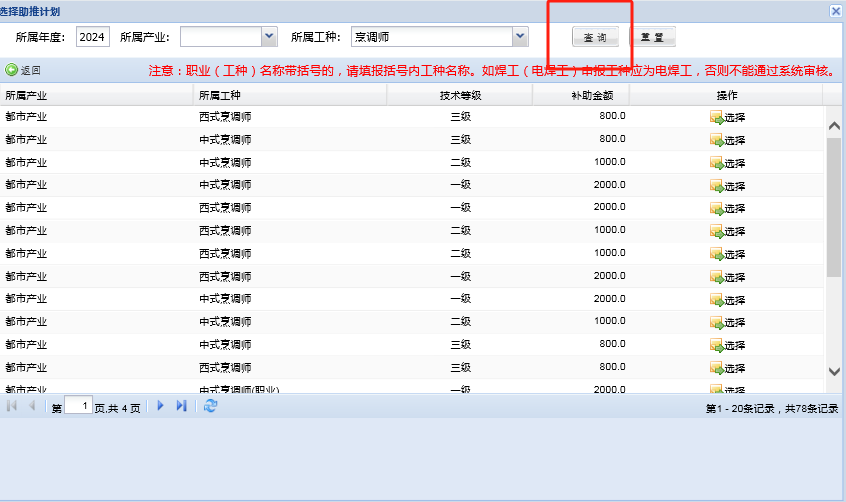 选择助推计划
所属年度: 2024 所属产业: 所属工种: 烹调师 查询 重置
返回 注意：职业（工种）名称带括号的，请填报括号内工种名称。如焊工（电焊工）申报工种应为电焊工，否则不能通过系统审核。
所属产业 所属工种 技术等级 补助金额 操作
都市产业 西式烹调师 三级 800.0 选择
都市产业 中式烹调师 三级 800.0 选择
都市产业 中式烹调师 二级 1000.0 选择
都市产业 中式烹调师 一级 2000.0 选择
都市产业 西式烹调师 一级 2000.0 选择
都市产业 西式烹调师 二级 1000.0 选择
都市产业 西式烹调师 二级 1000.0 选择
都市产业 西式烹调师 一级 2000.0 选择
都市产业 中式烹调师 一级 2000.0 选择
都市产业 中式烹调师 二级 1000.0 选择
都市产业 中式烹调师 三级 800.0 选择
都市产业 西式烹调师 三级 800.0 选择
都市产业 中式烹调师(职业) 一级 2000.0 选择
第 1 页,共 4 页 第1 - 20条记录，共78条记录